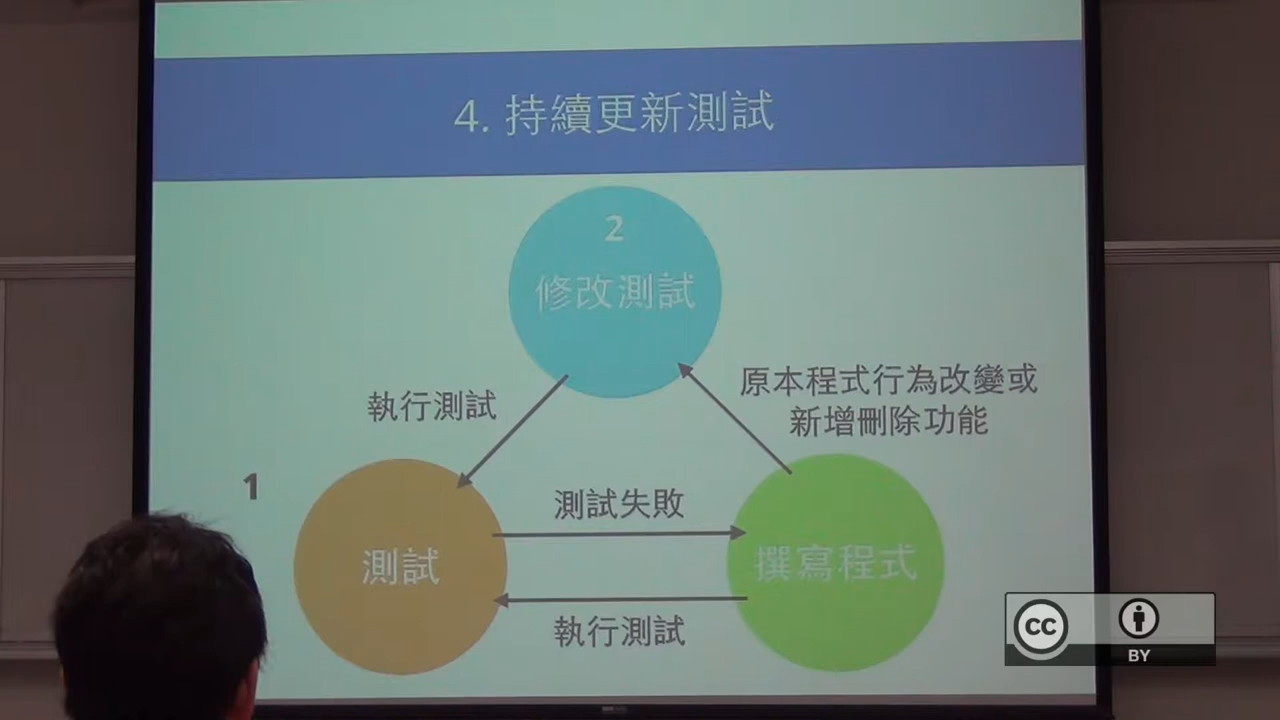 4. 持續更新測試
2
修改測試
執行測試
原本程式行為改變或
新增刪除功能
1
測試失敗
測試
撰寫程式
執行測試
CC
BY